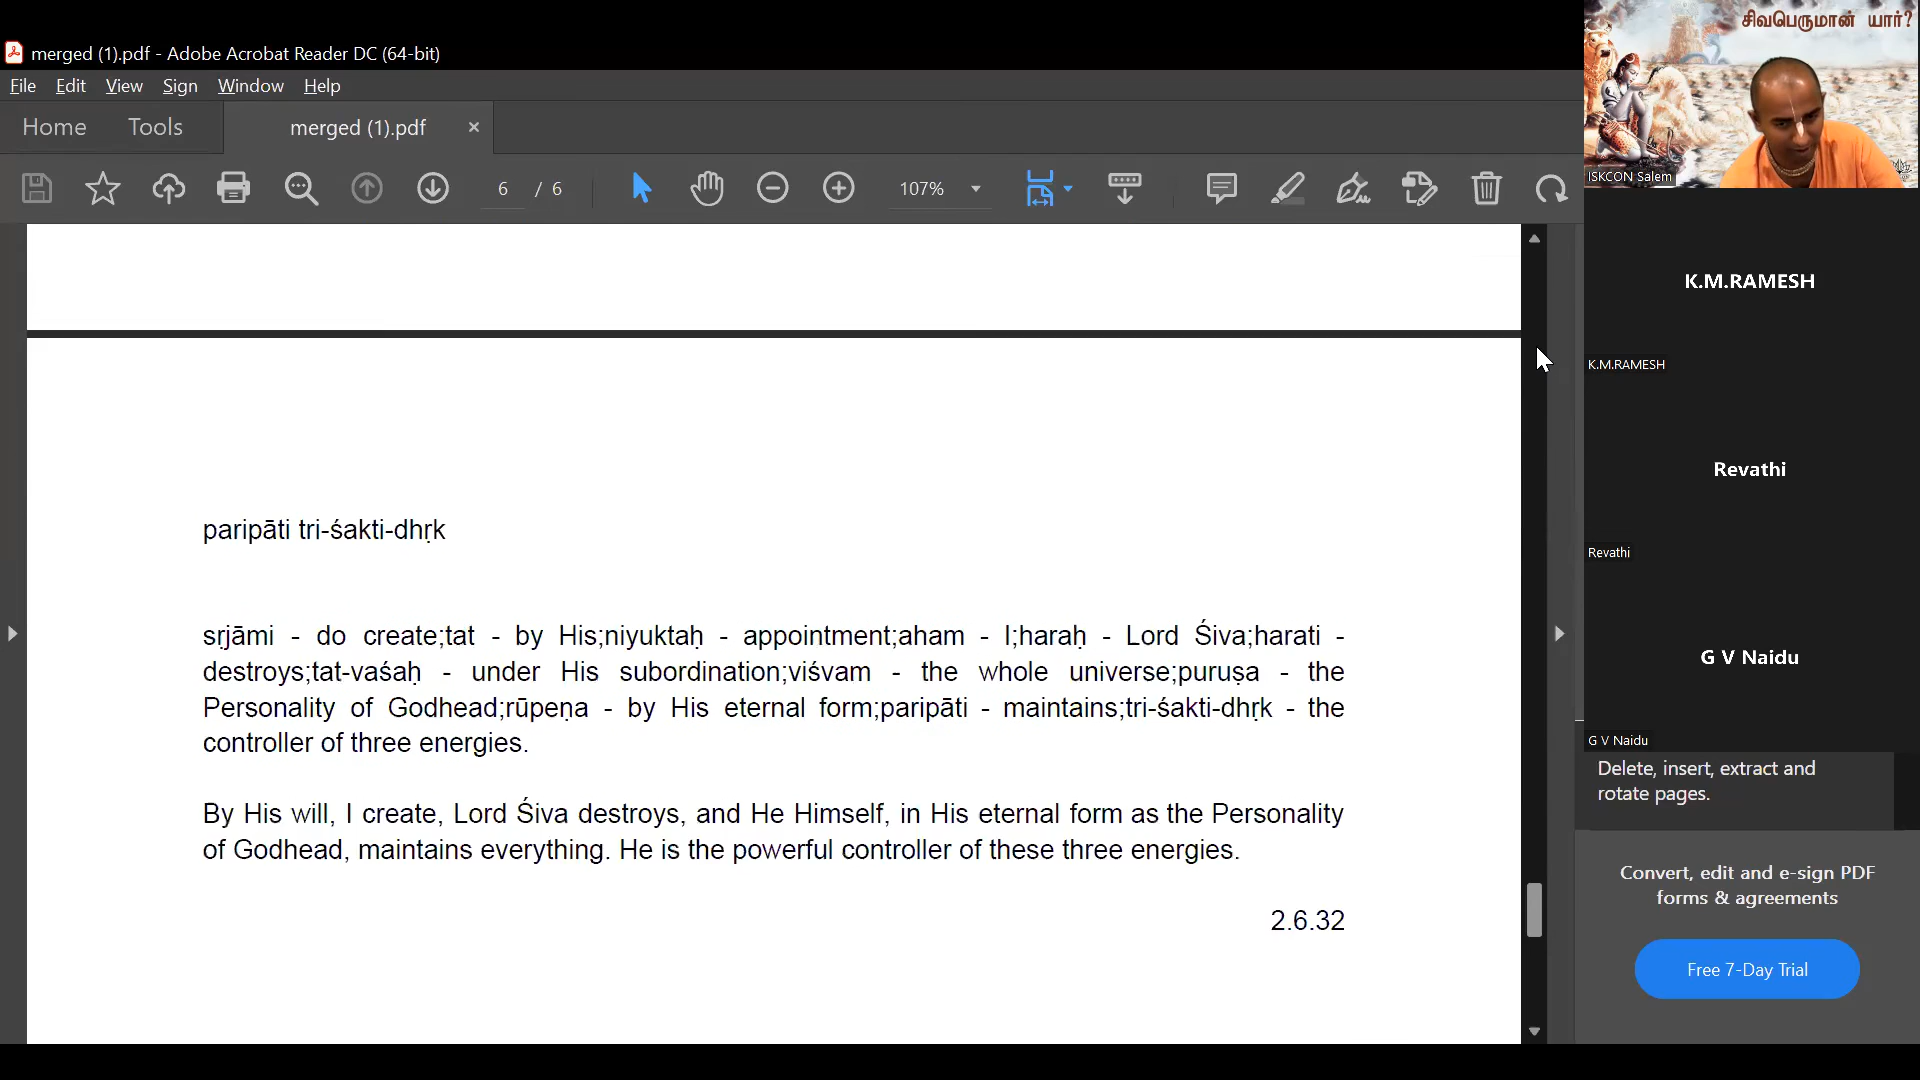 merged (1).pdf - Adobe Acrobat Reader DC (64-bit)
File Edit View Sign Window Help
Home Tools merged (1).pdf ×
6 / 6 107%
paripāti tri-śakti-dhṛk
sṛjāmi - do create;tat - by His;niyuktaḥ - appointment;aham - I;haraḥ - Lord Śiva;harati -
destroys;tat-vaśaḥ - under His subordination;viśvam - the whole universe;puruṣa - the
Personality of Godhead;rūpeṇa - by His eternal form;paripāti - maintains;tri-śakti-dhṛk - the
controller of three energies.
By His will, I create, Lord Śiva destroys, and He Himself, in His eternal form as the Personality
of Godhead, maintains everything. He is the powerful controller of these three energies.
2.6.32
சிவபெருமான் யார்?
ISKCON Salem
K.M.RAMESH
K.M.RAMESH
Revathi
Revathi
G V Naidu
G V Naidu
Delete, insert, extract and
rotate pages.
Convert, edit and e-sign PDF
forms & agreements
Free 7-Day Trial